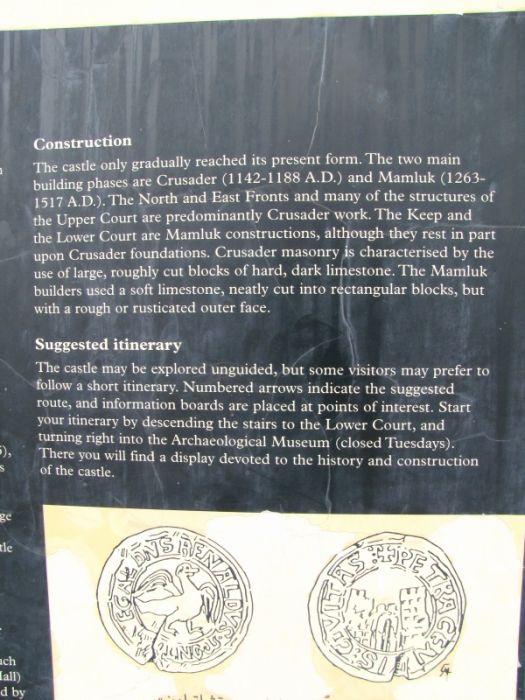 Construction
The castle only gradually reached its present form. The two main
building phases are Crusader (1142-1188 A.D.) and Mamluk (1263-
1517 A.D.). The North and East Fronts and many of the structures of
the Upper Court are predominantly Crusader work. The Keep and
the Lower Court are Mamluk constructions, although they rest in part
upon Crusader foundations. Crusader masonry is characterised by the
use of large, roughly cut blocks of hard, dark limestone. The Mamluk
builders used a soft limestone, neatly cut into rectangular blocks, but
with a rough or rusticated outer face.
Suggested itinerary
The castle may be explored unguided, but some visitors may prefer to
follow a short itinerary. Numbered arrows indicate the suggested
route, and information boards are placed at points of interest. Start
your itinerary by descending the stairs to the Lower Court, and
turning right into the Archaeological Museum (closed Tuesdays).
There you will find a display devoted to the history and construction
of the castle.
RENALDVS
CIVITAS
PETRACEN